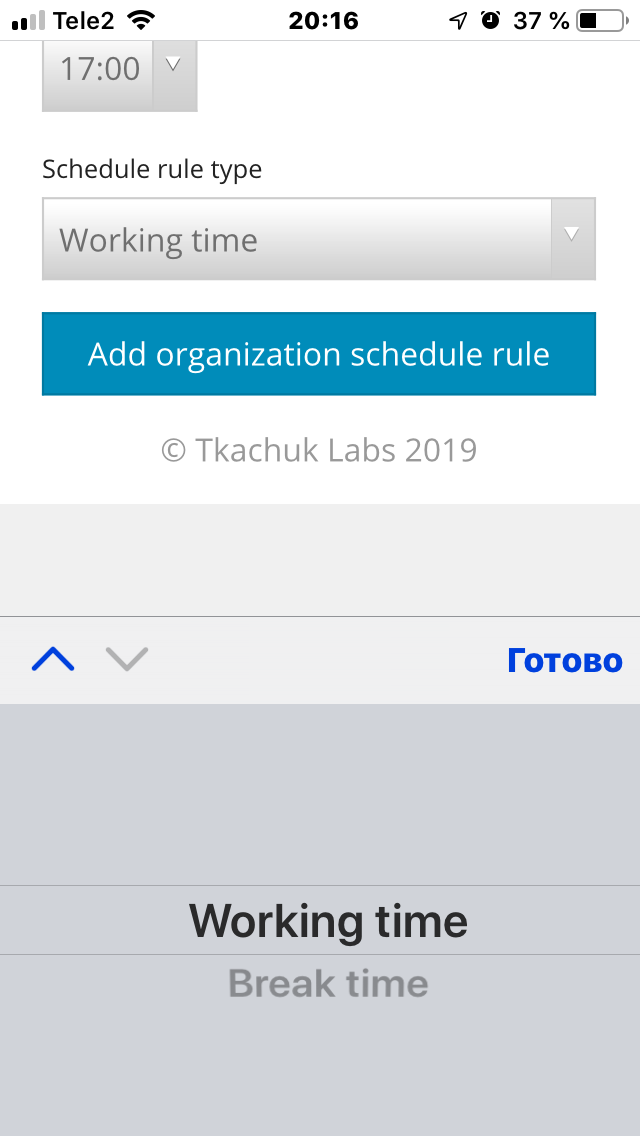 Tele2 20:16 37 %
17:00
Schedule rule type
Working time
Add organization schedule rule
© Tkachuk Labs 2019
Готово
Working time
Break time